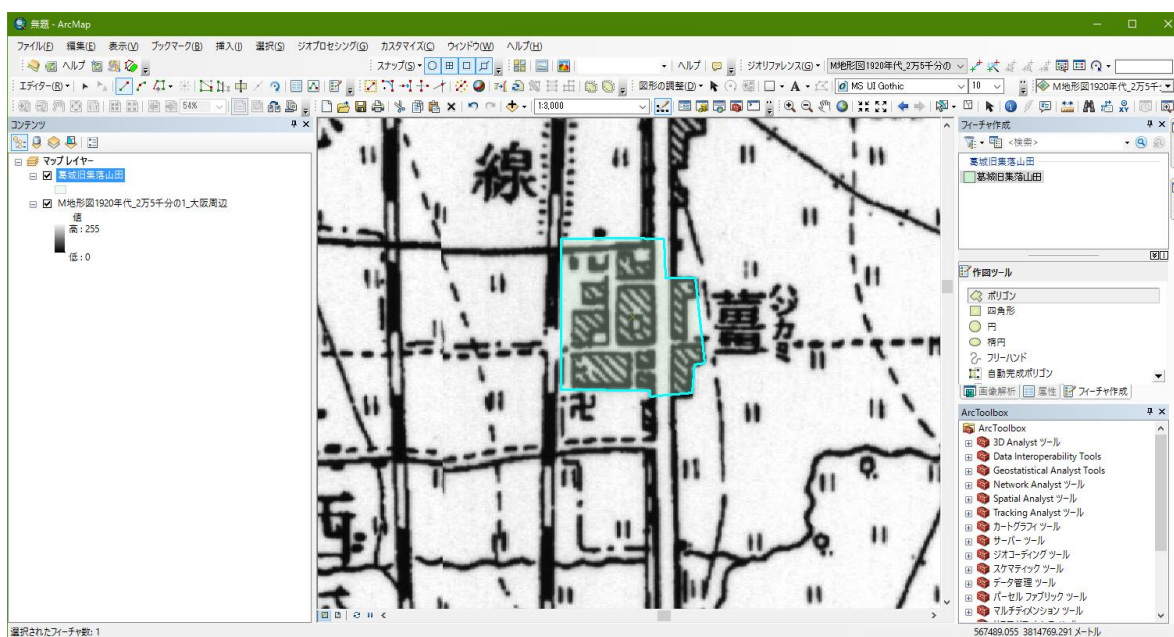 無題 - ArcMap
ファイル(F) 編集(E) 表示(V) ブックマーク(B) 挿入(I) 選択(S) ジオプロセシング(G) カスタマイズ(C) ウィンドウ(W) ヘルプ(H)
ヘルプ
スナップ(S)
ヘルプ
ジオリファレンス(G)
M地形図1920年代_2万5千分の
エディター(R)
図形の調整(D)
MS UI Gothic
10
M地形図1920年代_2万5千
54%
1:3,000
コンテンツ
マップ レイヤー
葛城旧集落山田
M地形図1920年代_2万5千分の1_大阪周辺
値
高 : 255
低 : 0
線
薑
ハジカミ
卍
フィーチャ作成
<検索>
葛城旧集落山田
葛城旧集落山田
作図ツール
ポリゴン
四角形
円
楕円
フリーハンド
自動完成ポリゴン
画像解析
属性
フィーチャ作成
ArcToolbox
ArcToolbox
3D Analyst ツール
Data Interoperability Tools
Geostatistical Analyst Tools
Network Analyst ツール
Spatial Analyst ツール
Tracking Analyst ツール
カートグラフィ ツール
サーバー ツール
ジオコーディング ツール
スケマティック ツール
データ管理 ツール
パーセル ファブリック ツール
マルチディメンション ツール
選択されたフィーチャ数: 1
567489.055 3814769.291 メートル